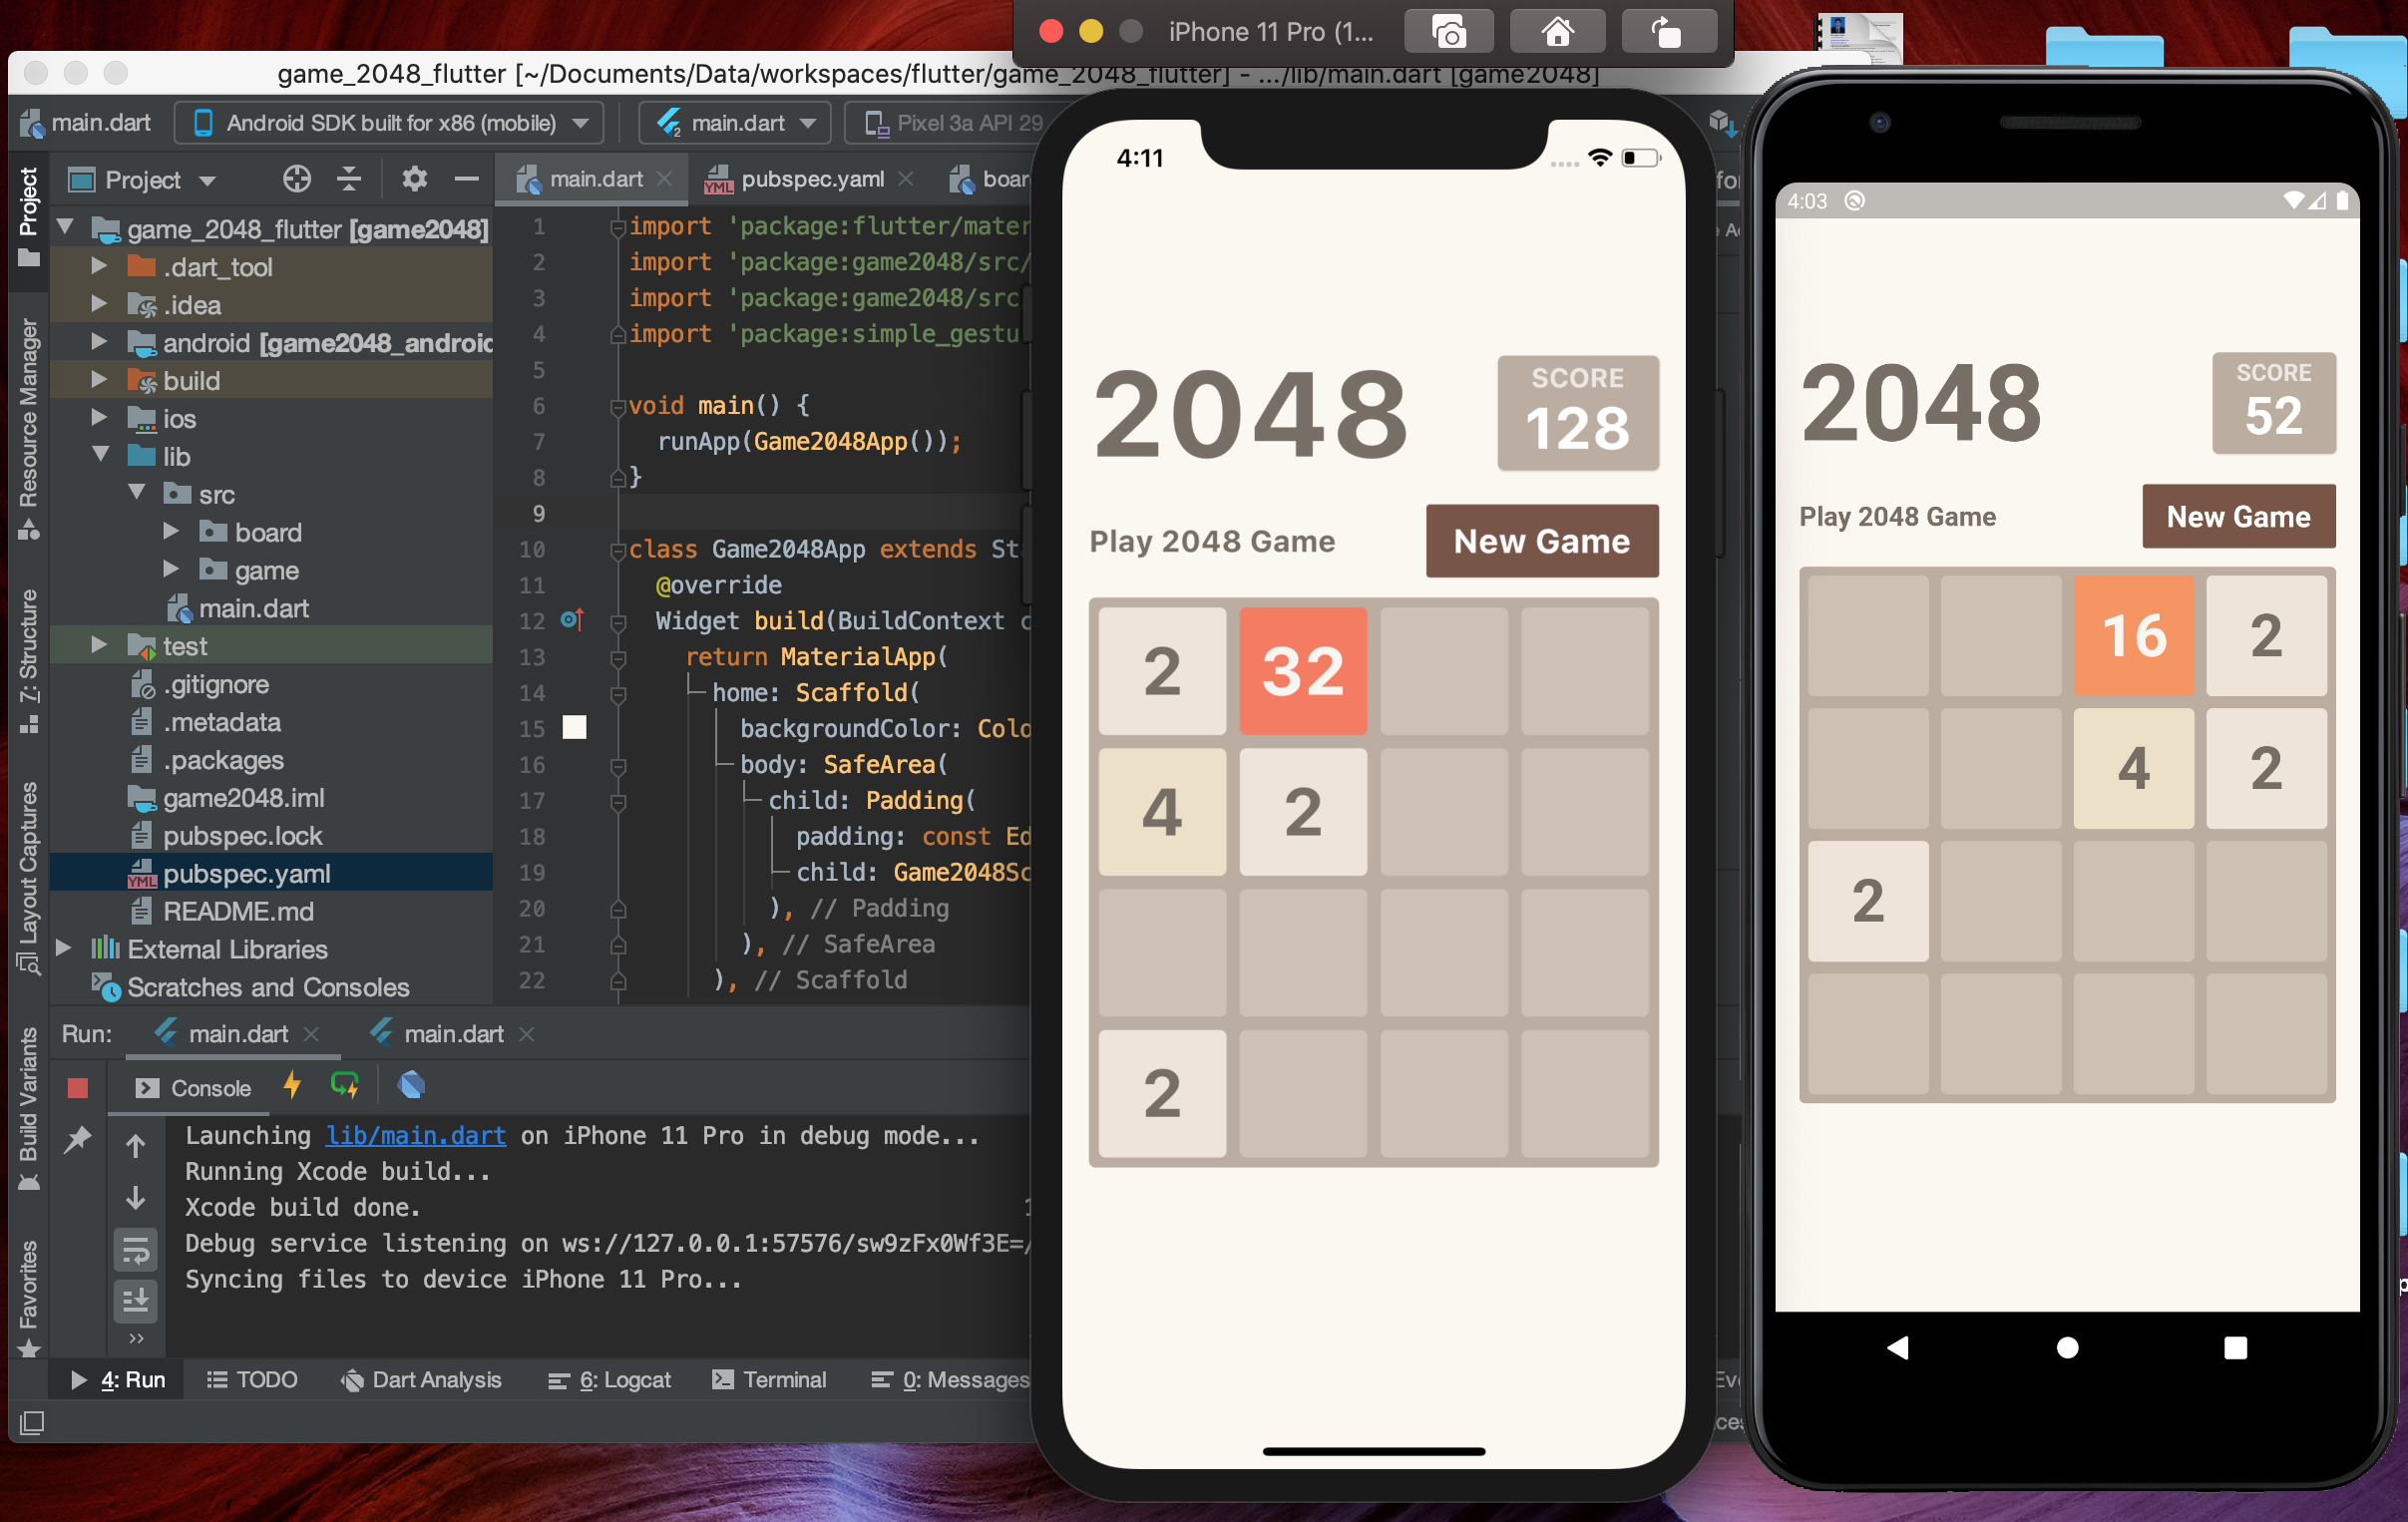 iPhone 11 Pro (1...
game_2048_flutter [~/Documents/Data/workspaces/flutter/game_2048_flutter] - .../lib/main.dart [game2048]
main.dart
Android SDK built for x86 (mobile)
main.dart
Pixel 3a API 29
Project
main.dart
pubspec.yaml
Project
Resource Manager
7: Structure
Layout Captures
Build Variants
Favorites
game_2048_flutter [game2048]
.dart_tool
.idea
android [game2048_android
build
ios
lib
src
board
game
main.dart
test
.gitignore
.metadata
.packages
game2048.iml
pubspec.lock
YML pubspec.yaml
README.md
External Libraries
Scratches and Consoles
1 import 'package:flutter/mater
2 import 'package:game2048/src/
3 import 'package:game2048/src
4 import 'package:simple_gestu
5
6 void main() {
7 runApp(Game2048App());
8 }
9
10 class Game2048App extends St
11 @override
12 Widget build(BuildContext c
13 return MaterialApp(
14 home: Scaffold(
15 backgroundColor: Colo
16 body: SafeArea(
17 child: Padding(
18 padding: const Ed
19 child: Game2048Sc
20 ), // Padding
21 ), // SafeArea
22 ), // Scaffold
Run:
main.dart
main.dart
Console
Launching lib/main.dart on iPhone 11 Pro in debug mode...
Running Xcode build...
Xcode build done.
Debug service listening on ws://127.0.0.1:57576/sw9zFx0Wf3E=/
Syncing files to device iPhone 11 Pro...
4: Run
TODO
Dart Analysis
6: Logcat
Terminal
0: Messages
4:11
2048
SCORE
128
Play 2048 Game
New Game
2 32
4 2
2
4:03
2048
SCORE
52
Play 2048 Game
New Game
16 2
4 2
2